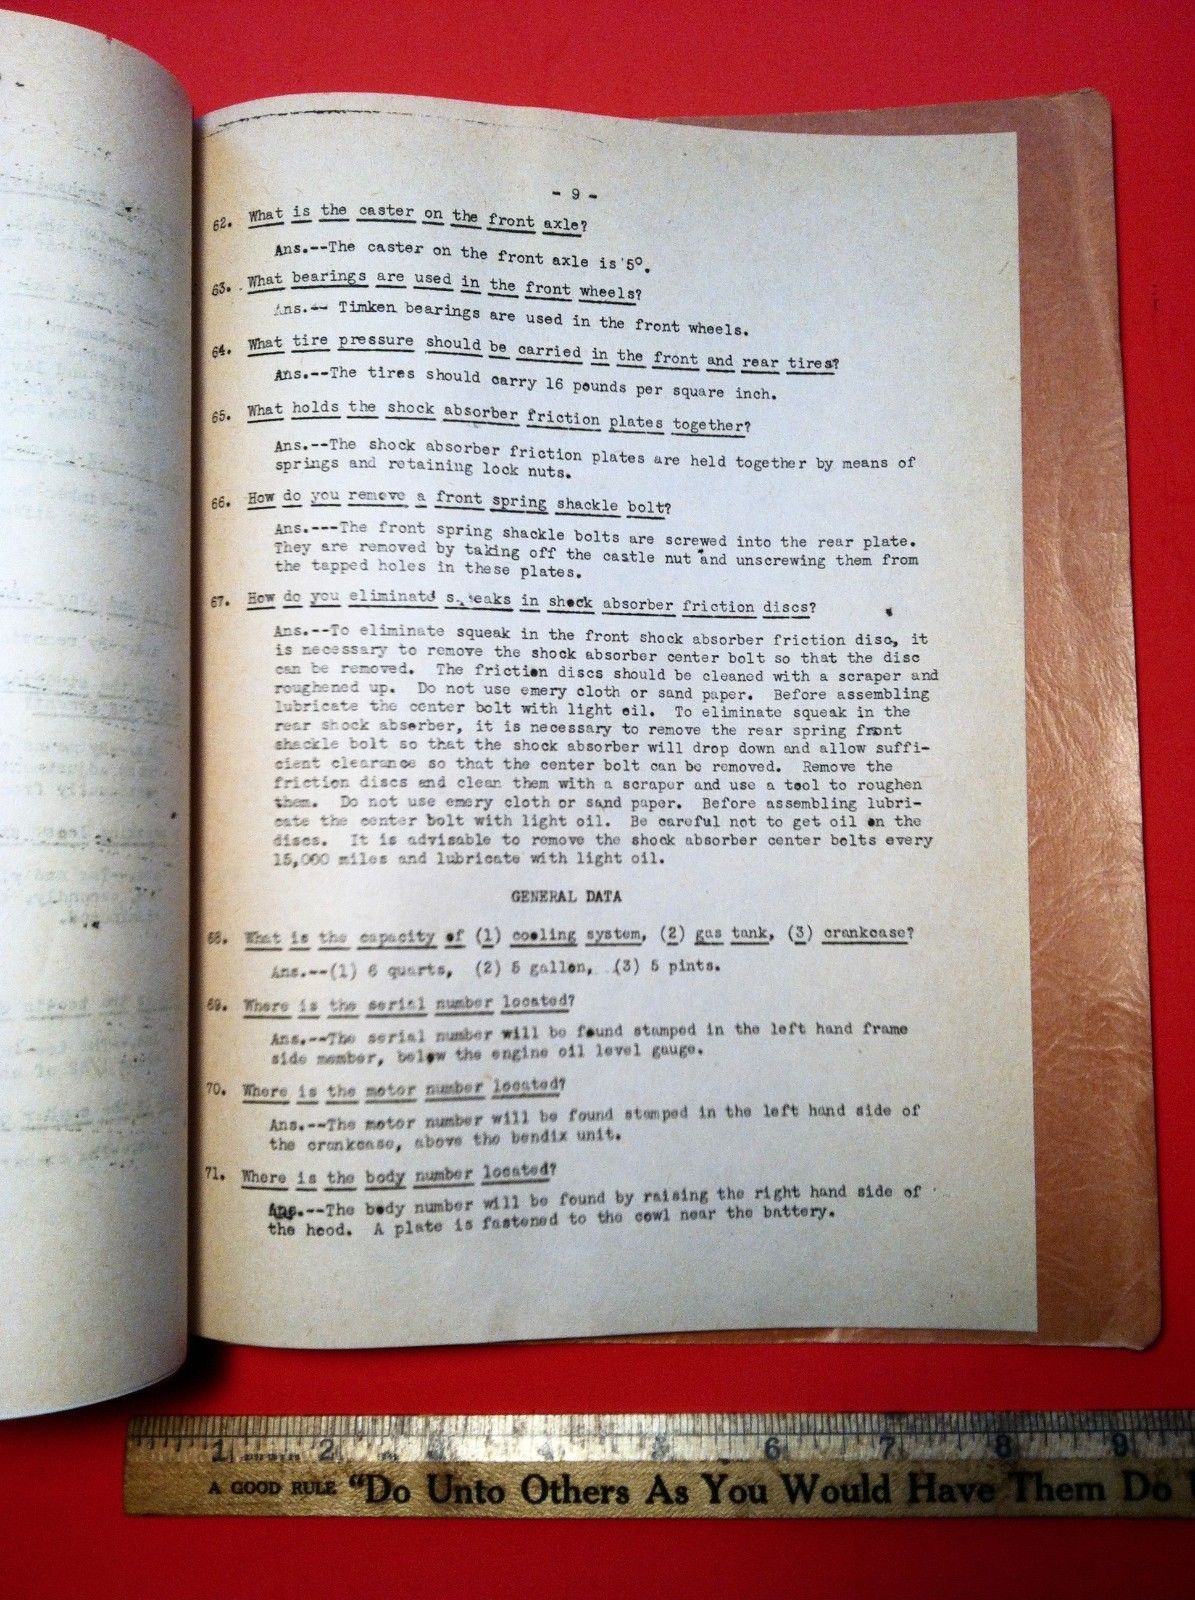 - 9 -
62. What is the caster on the front axle?
Ans.--The caster on the front axle is 5°.
63. What bearings are used in the front wheels?
Ans.-- Timken bearings are used in the front wheels.
64. What tire pressure should be carried in the front and rear tires?
Ans.--The tires should carry 16 pounds per square inch.
65. What holds the shock absorber friction plates together?
Ans.--The shock absorber friction plates are held together by means of
springs and retaining lock nuts.
66. How do you remove a front spring shackle bolt?
Ans.---The front spring shackle bolts are screwed into the rear plate.
They are removed by taking off the castle nut and unscrewing them from
the tapped holes in these plates.
67. How do you eliminate squeaks in shock absorber friction discs?
Ans.--To eliminate squeak in the front shock absorber friction disc, it
is necessary to remove the shock absorber center bolt so that the disc
can be removed. The friction discs should be cleaned with a scraper and
roughened up. Do not use emery cloth or sand paper. Before assembling
lubricate the center bolt with light oil. To eliminate squeak in the
rear shock absorber, it is necessary to remove the rear spring front
shackle bolt so that the shock absorber will drop down and allow suffi-
cient clearance so that the center bolt can be removed. Remove the
friction discs and clean them with a scraper and use a tool to roughen
them. Do not use emery cloth or sand paper. Before assembling lubri-
cate the center bolt with light oil. Be careful not to get oil on the
discs. It is advisable to remove the shock absorber center bolts every
15,000 miles and lubricate with light oil.
GENERAL DATA
68. What is the capacity of (1) cooling system, (2) gas tank, (3) crankcase?
Ans.--(1) 6 quarts, (2) 5 gallon, (3) 5 pints.
69. Where is the serial number located?
Ans.--The serial number will be found stamped in the left hand frame
side member, below the engine oil level gauge.
70. Where is the motor number located?
Ans.--The motor number will be found stamped in the left hand side of
the crankcase, above the bendix unit.
71. Where is the body number located?
Ans.--The body number will be found by raising the right hand side of
the hood. A plate is fastened to the cowl near the battery.
1 2 3 4 5 6 7 8 9
A GOOD RULE "Do Unto Others As You Would Have Them Do